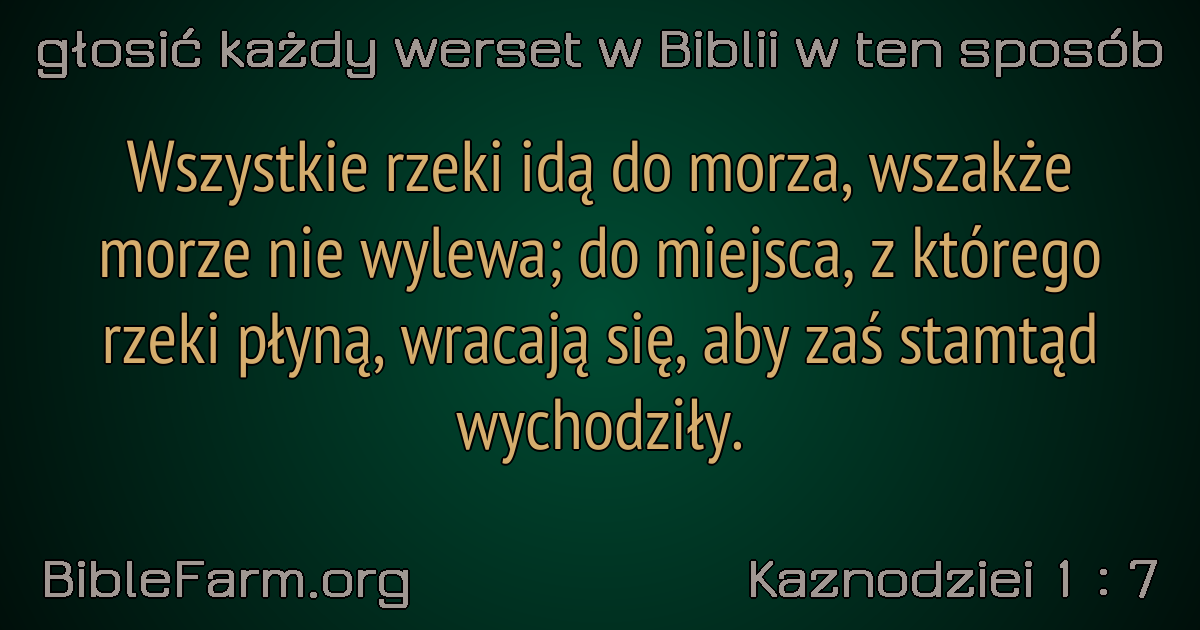 głosić każdy werset w Biblii w ten sposób
Wszystkie rzeki idą do morza, wszakże
morze nie wylewa; do miejsca, z którego
rzeki płyną, wracają się, aby zaś stamtąd
wychodziły.
BibleFarm.org
Kaznodziei 1 : 7